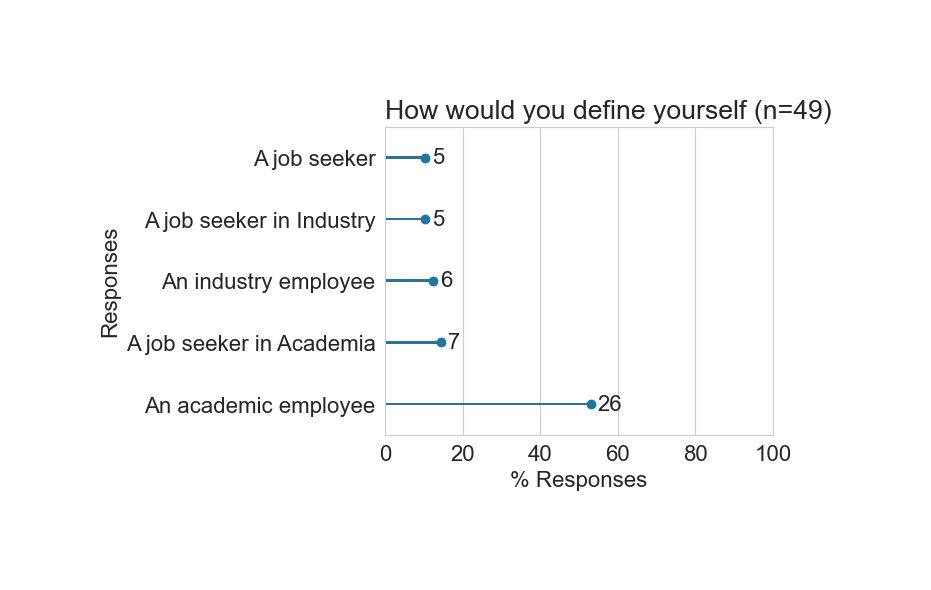 How would you define yourself (n=49)
A job seeker 5
A job seeker in Industry 5
An industry employee 6
A job seeker in Academia 7
An academic employee 26
Responses
0 20 40 60 80 100
% Responses